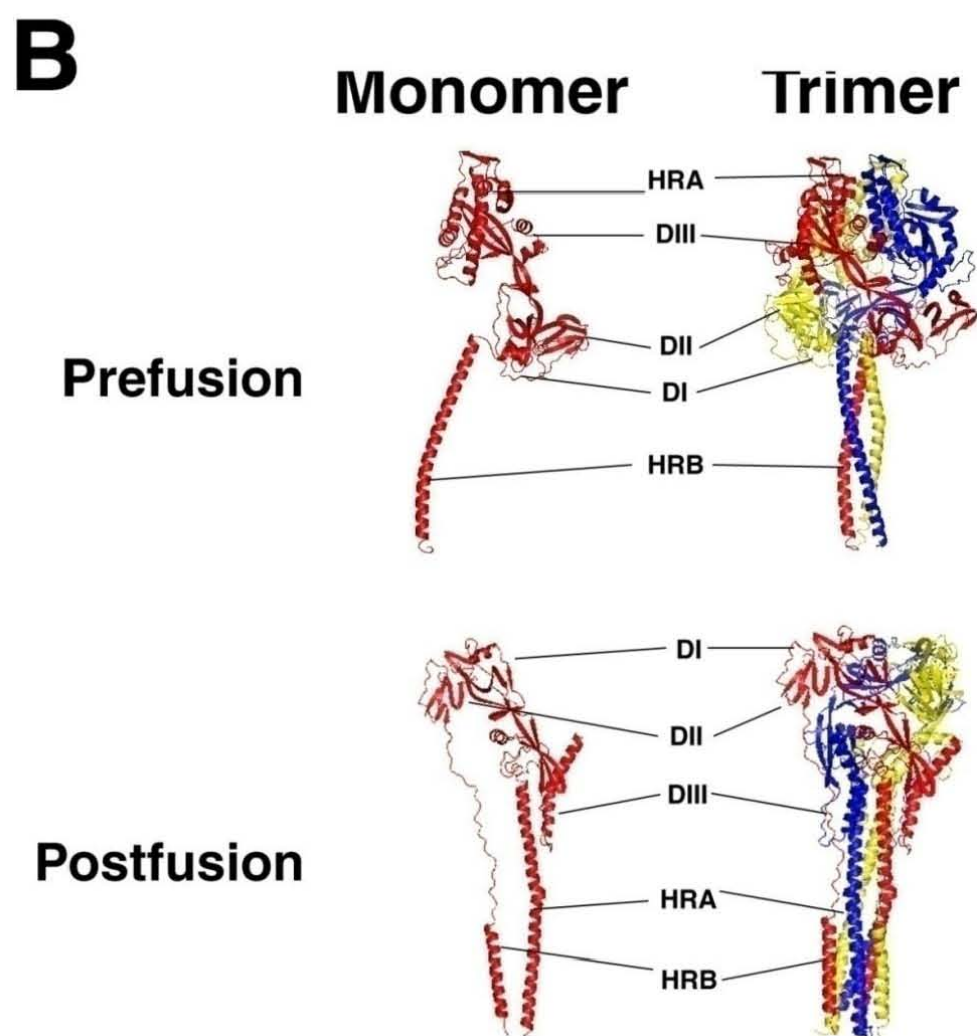 B
Monomer Trimer
HRA
DIII
Prefusion
DII
DI
HRB
DI
DII
DIII
Postfusion
HRA
HRB